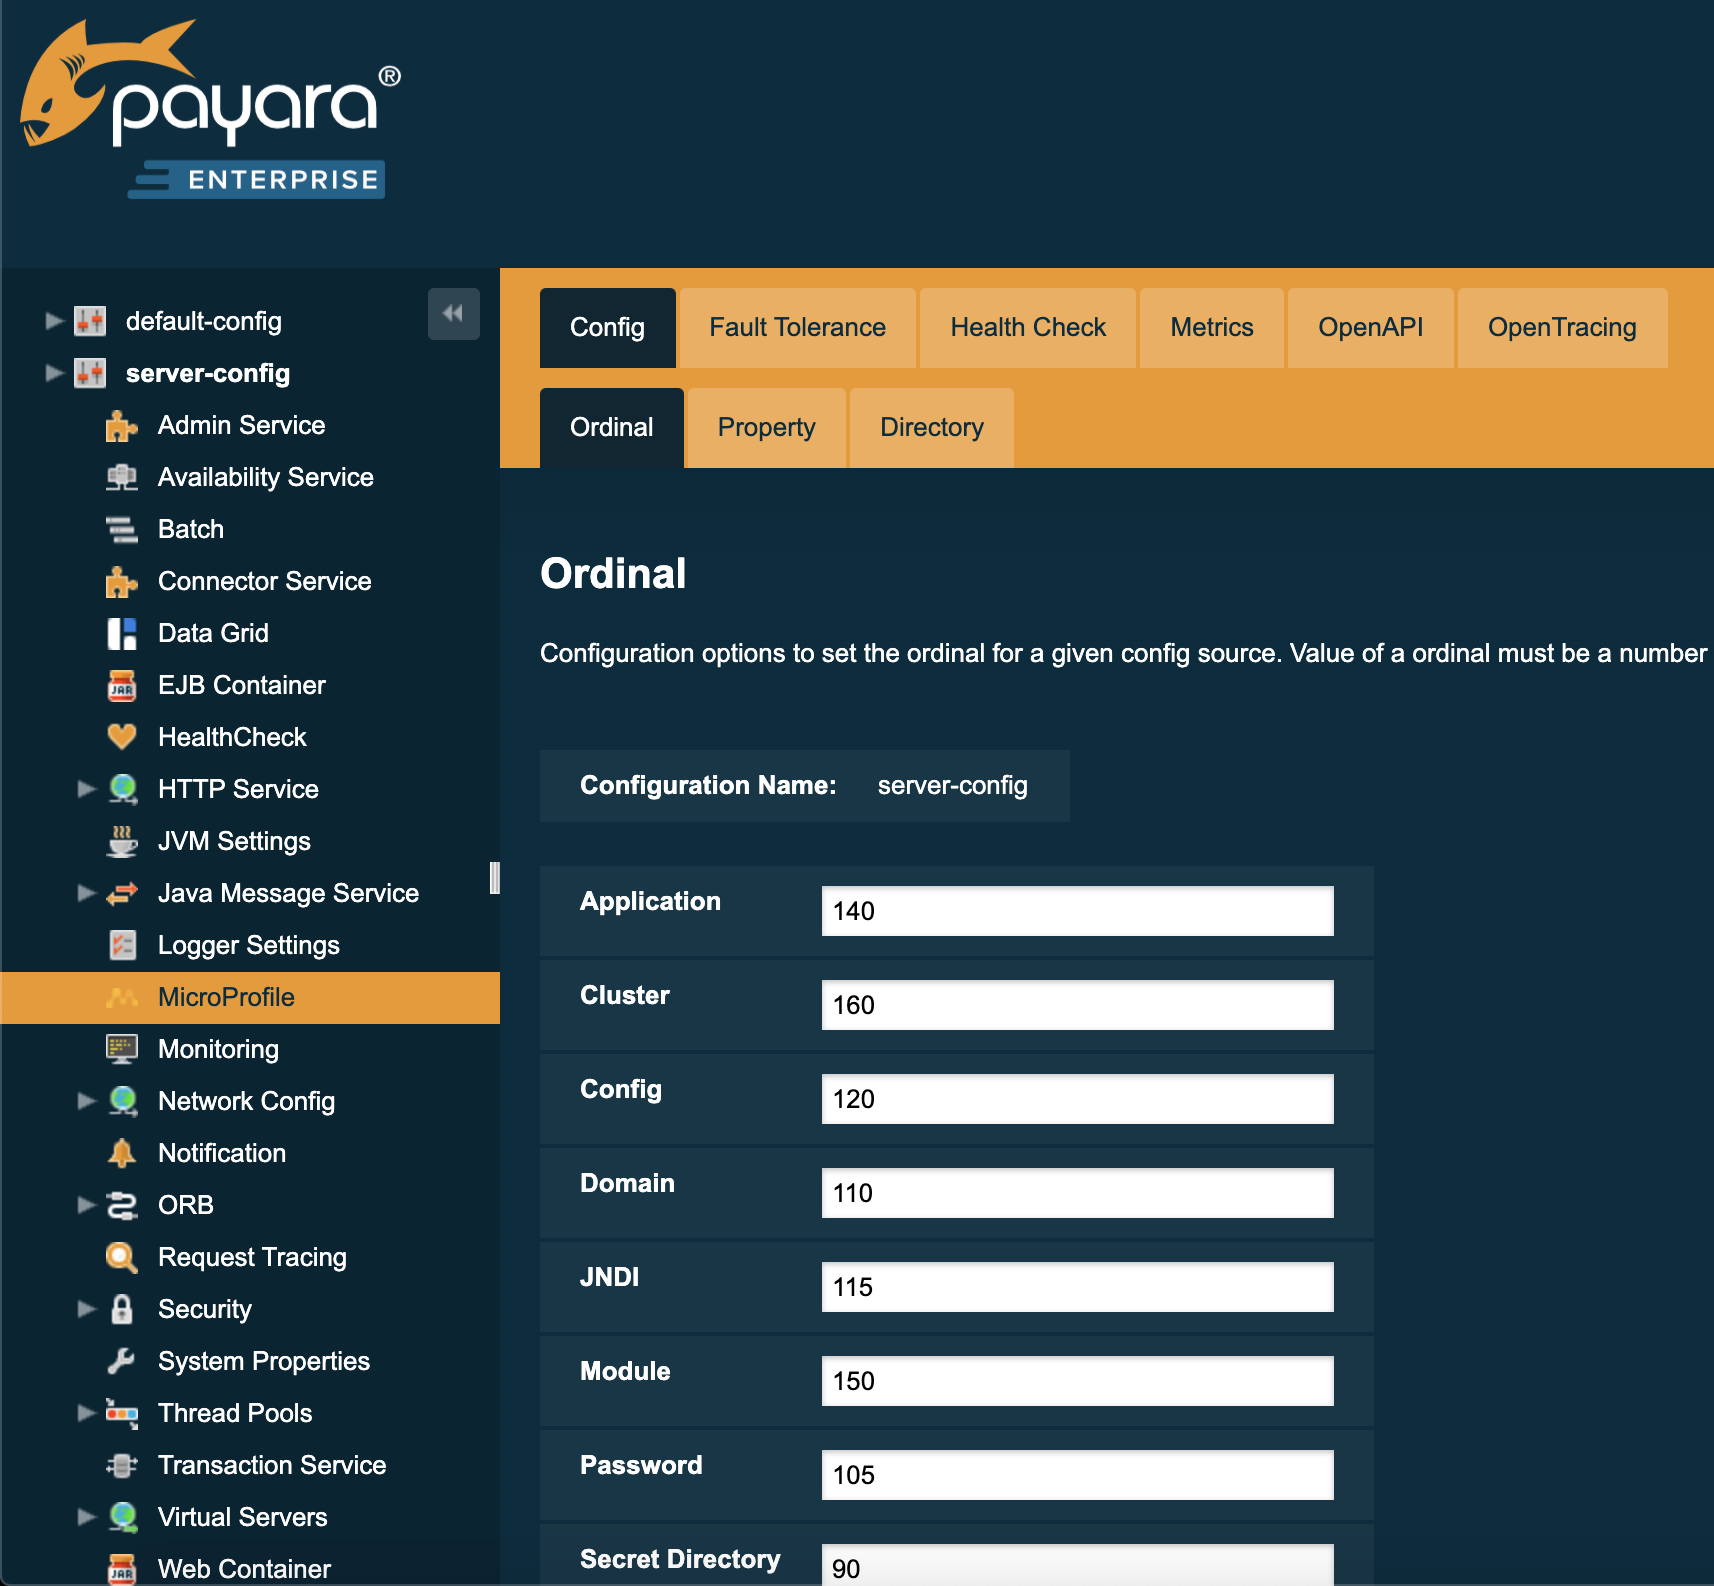 payara®
ENTERPRISE
default-config
server-config
Admin Service
Availability Service
Batch
Connector Service
Data Grid
JAR
EJB Container
HealthCheck
HTTP Service
JVM Settings
Java Message Service
Logger Settings
MicroProfile
Monitoring
Network Config
Notification
ORB
Request Tracing
Security
System Properties
Thread Pools
Transaction Service
Virtual Servers
JAR
Web Container
Config Fault Tolerance Health Check Metrics OpenAPI OpenTracing
Ordinal Property Directory
Ordinal
Configuration options to set the ordinal for a given config source. Value of a ordinal must be a number
Configuration Name: server-config
Application 140
Cluster 160
Config 120
Domain 110
JNDI 115
Module 150
Password 105
Secret Directory 90